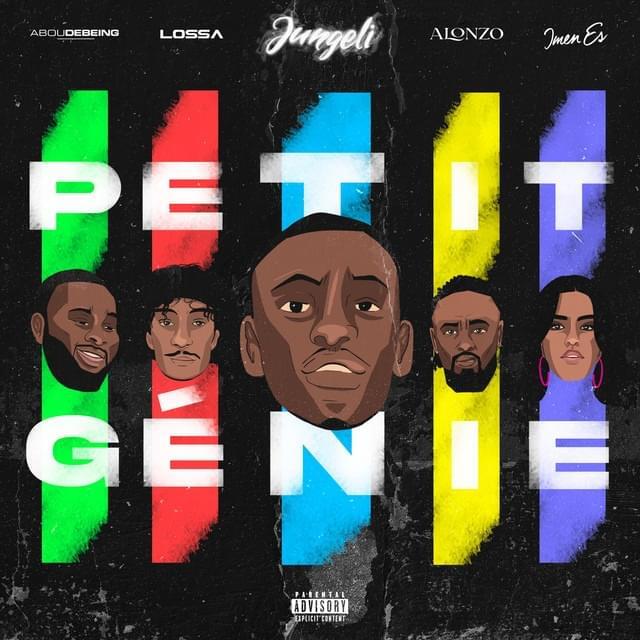 ABOUDEBEING LOSSA Jungeli ALONZO Imen Es
PETIT
GÉNIE
PARENTAL
ADVISORY
EXPLICIT CONTENT